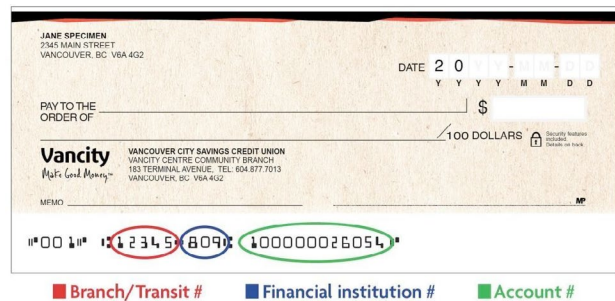 JANE SPECIMEN
2345 MAIN STREET
VANCOUVER, BC V6A 4G2
DATE 2 0 Y Y - M M - D D
Y Y Y Y M M D D
PAY TO THE
ORDER OF
$
/100 DOLLARS
Security features
included.
Details on back.
Vancity
Make Good Money™
VANCOUVER CITY SAVINGS CREDIT UNION
VANCITY CENTRE COMMUNITY BRANCH
183 TERMINAL AVENUE, TEL: 604.877.7013
VANCOUVER, BC V6A 4G2
MEMO
MP
⑈001⑈ ⑆12345⑉809⑆ 100000026054⑈
Branch/Transit # Financial institution # Account #